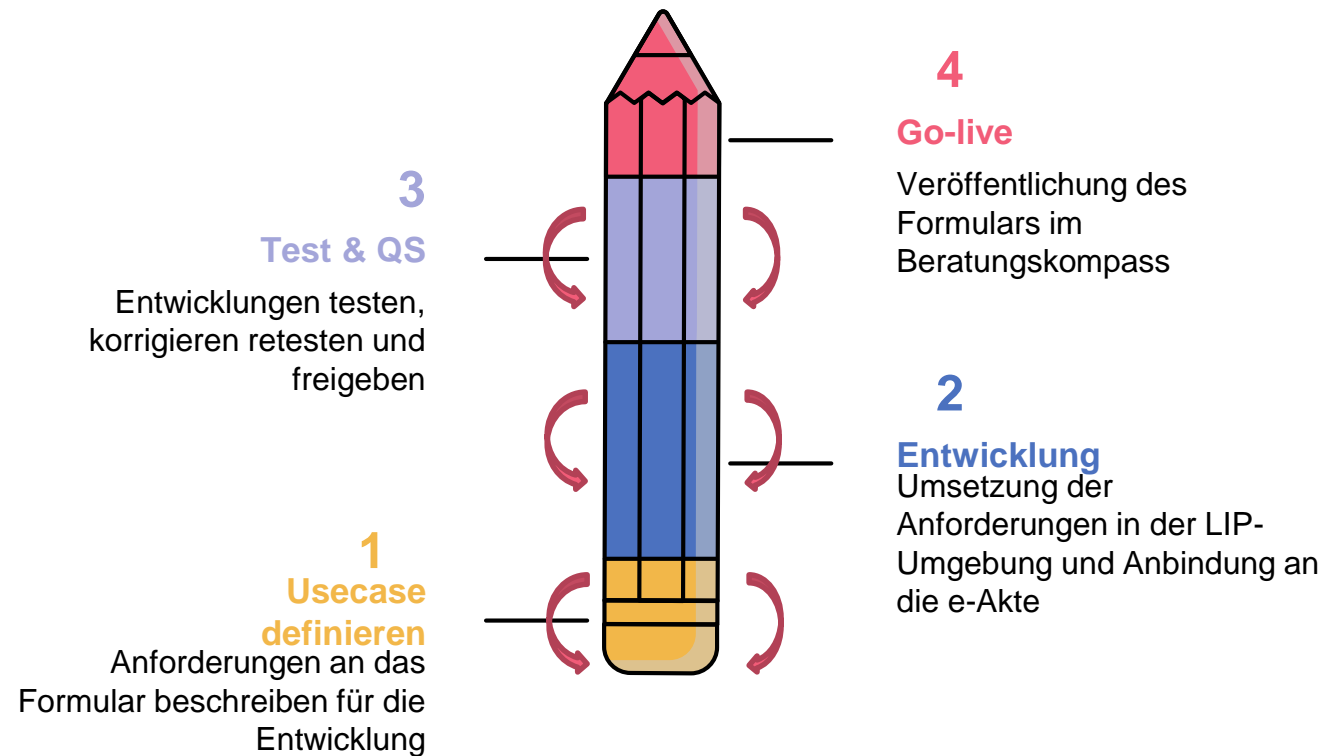 4
Go-live
Veröffentlichung des
Formulars im
Beratungskompass
3
Test & QS
Entwicklungen testen,
korrigieren retesten und
freigeben
2
Entwicklung
Umsetzung der
Anforderungen in der LIP-
Umgebung und Anbindung an
die e-Akte
1
Usecase
definieren
Anforderungen an das
Formular beschreiben für die
Entwicklung